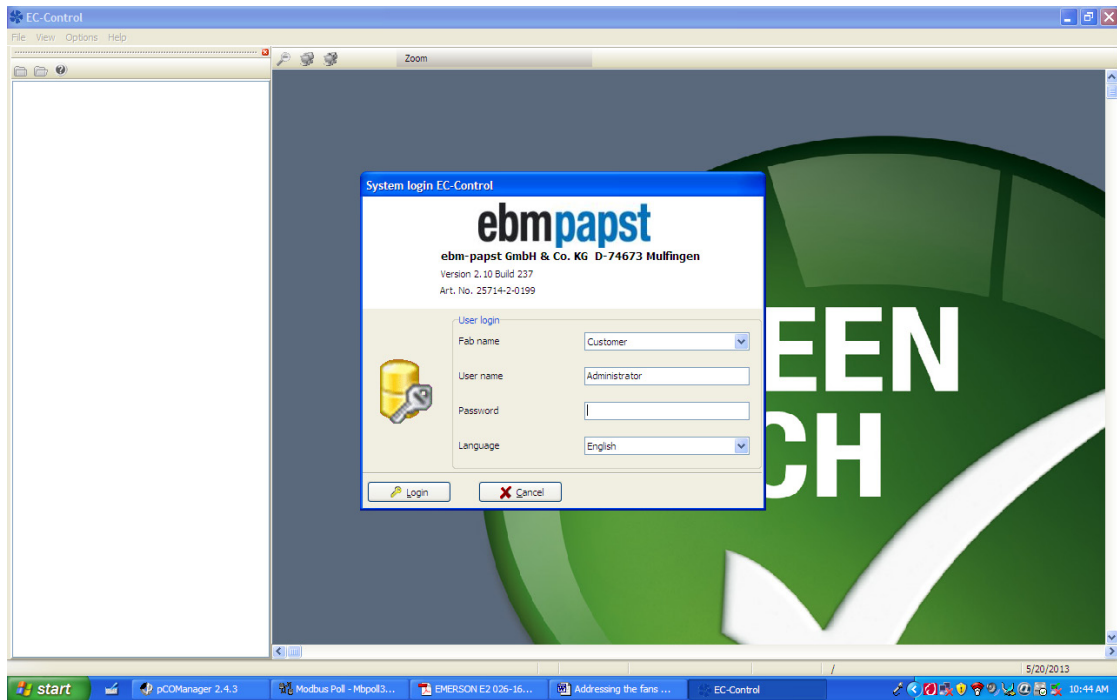 EC-Control
File View Options Help
Zoom
System login EC-Control
ebmpapst
ebm-papst GmbH & Co. KG D-74673 Mulfingen
Version 2.10 Build 237
Art. No. 25714-2-0199
User login
Fab name
Customer
User name
Administrator
Password
Language
English
Login
Cancel
EEN
CH
/
5/20/2013
start
pCOManager 2.4.3
Modbus Poll - Mbpoll3...
EMERSON E2 026-16...
Addressing the fans ...
EC-Control
10:44 AM